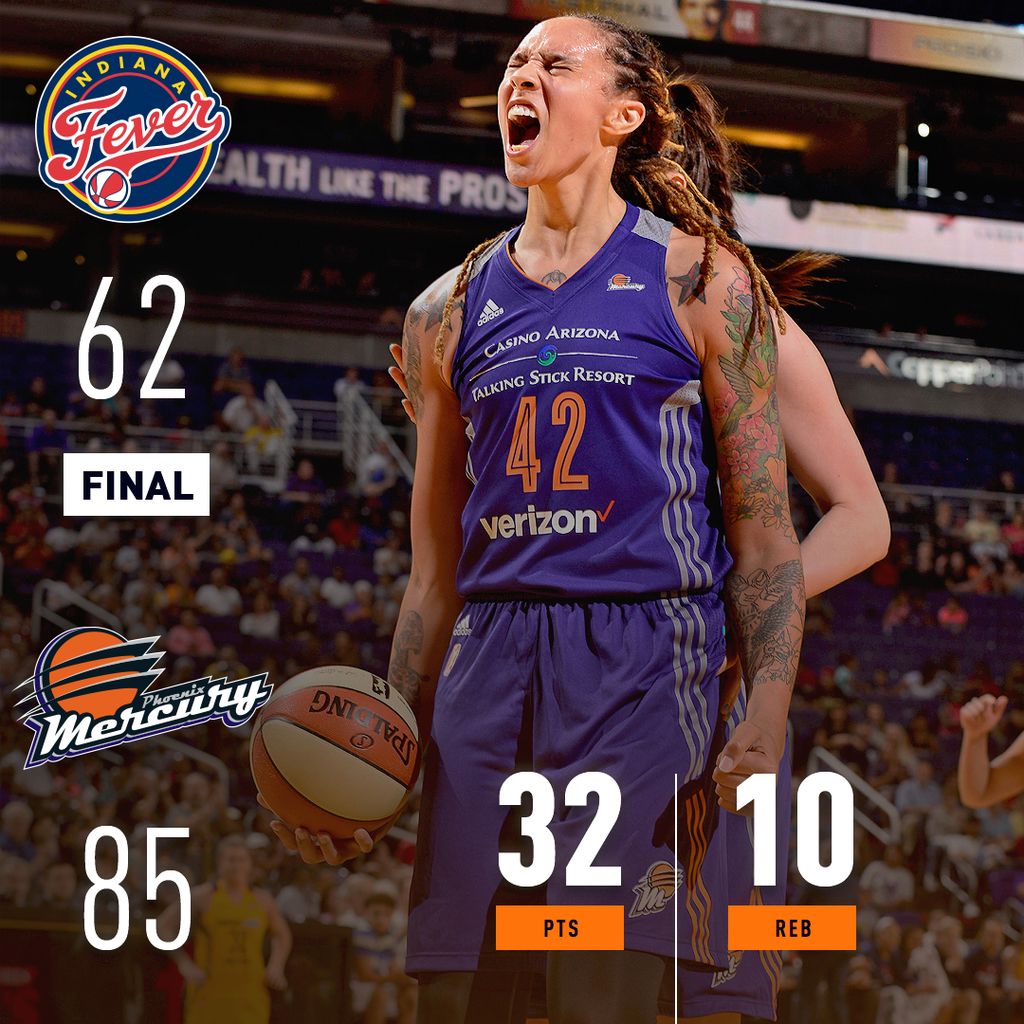 INDIANA
Fever
EALTH LIKE THE PROS
62
FINAL
Phoenix
Mercury
85
adidas
Mercury
CASINO ARIZONA
TALKING STICK RESORT
42
verizon
SPALDING
32
10
PTS
REB